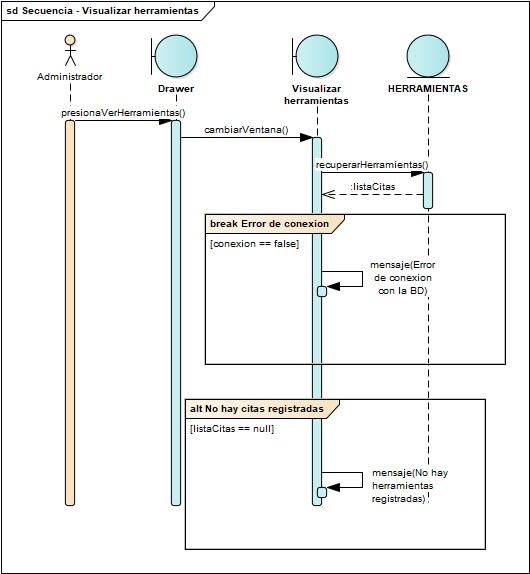 sd Secuencia - Visualizar herramientas
Administrador
Drawer
Visualizar
herramientas
HERRAMIENTAS
presionaVerHerramientas()
cambiarVentana()
recuperarHerramientas()
:listaCitas
break Error de conexion
[conexion == false]
mensaje(Error
de conexion
con la BD)
alt No hay citas registradas
[listaCitas == null]
mensaje(No hay
herramientas
registradas)